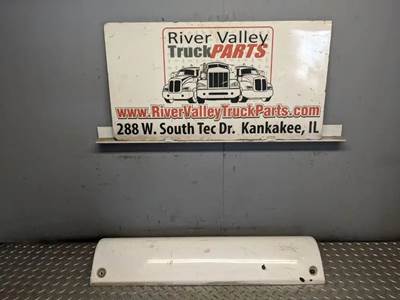 River Valley
TruckPARTS
www.RiverValleyTruckParts.com
288 W. South Tec Dr. Kankakee, IL